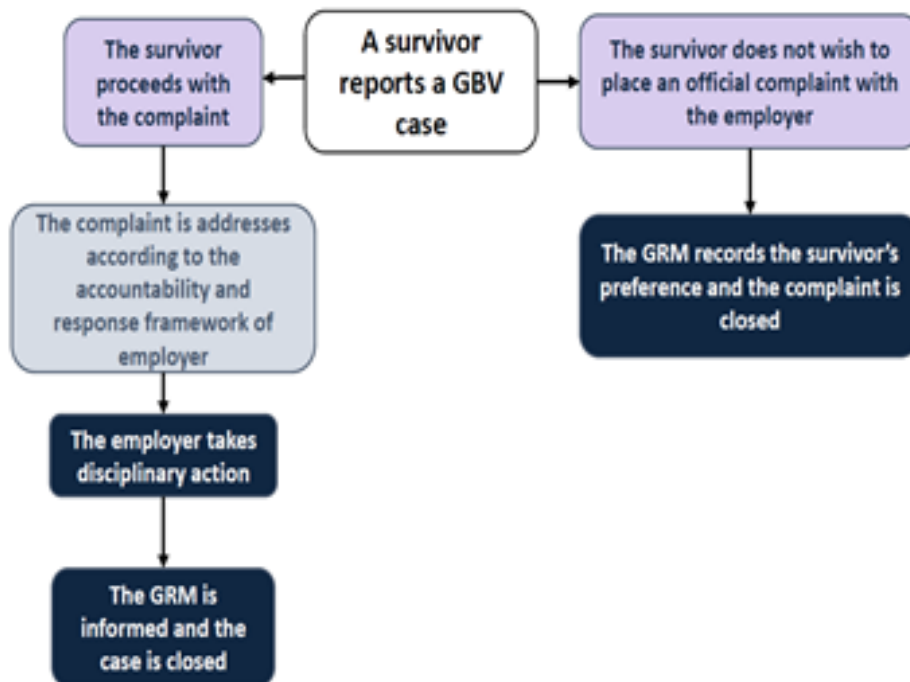 The survivor
proceeds with
the complaint
A survivor
reports a GBV
case
The survivor does not wish to
place an official complaint with
the employer
The complaint is addresses
according to the
accountability and
response framework of
employer
The GRM records the survivor's
preference and the complaint is
closed
The employer takes
disciplinary action
The GRM is
informed and the
case is closed